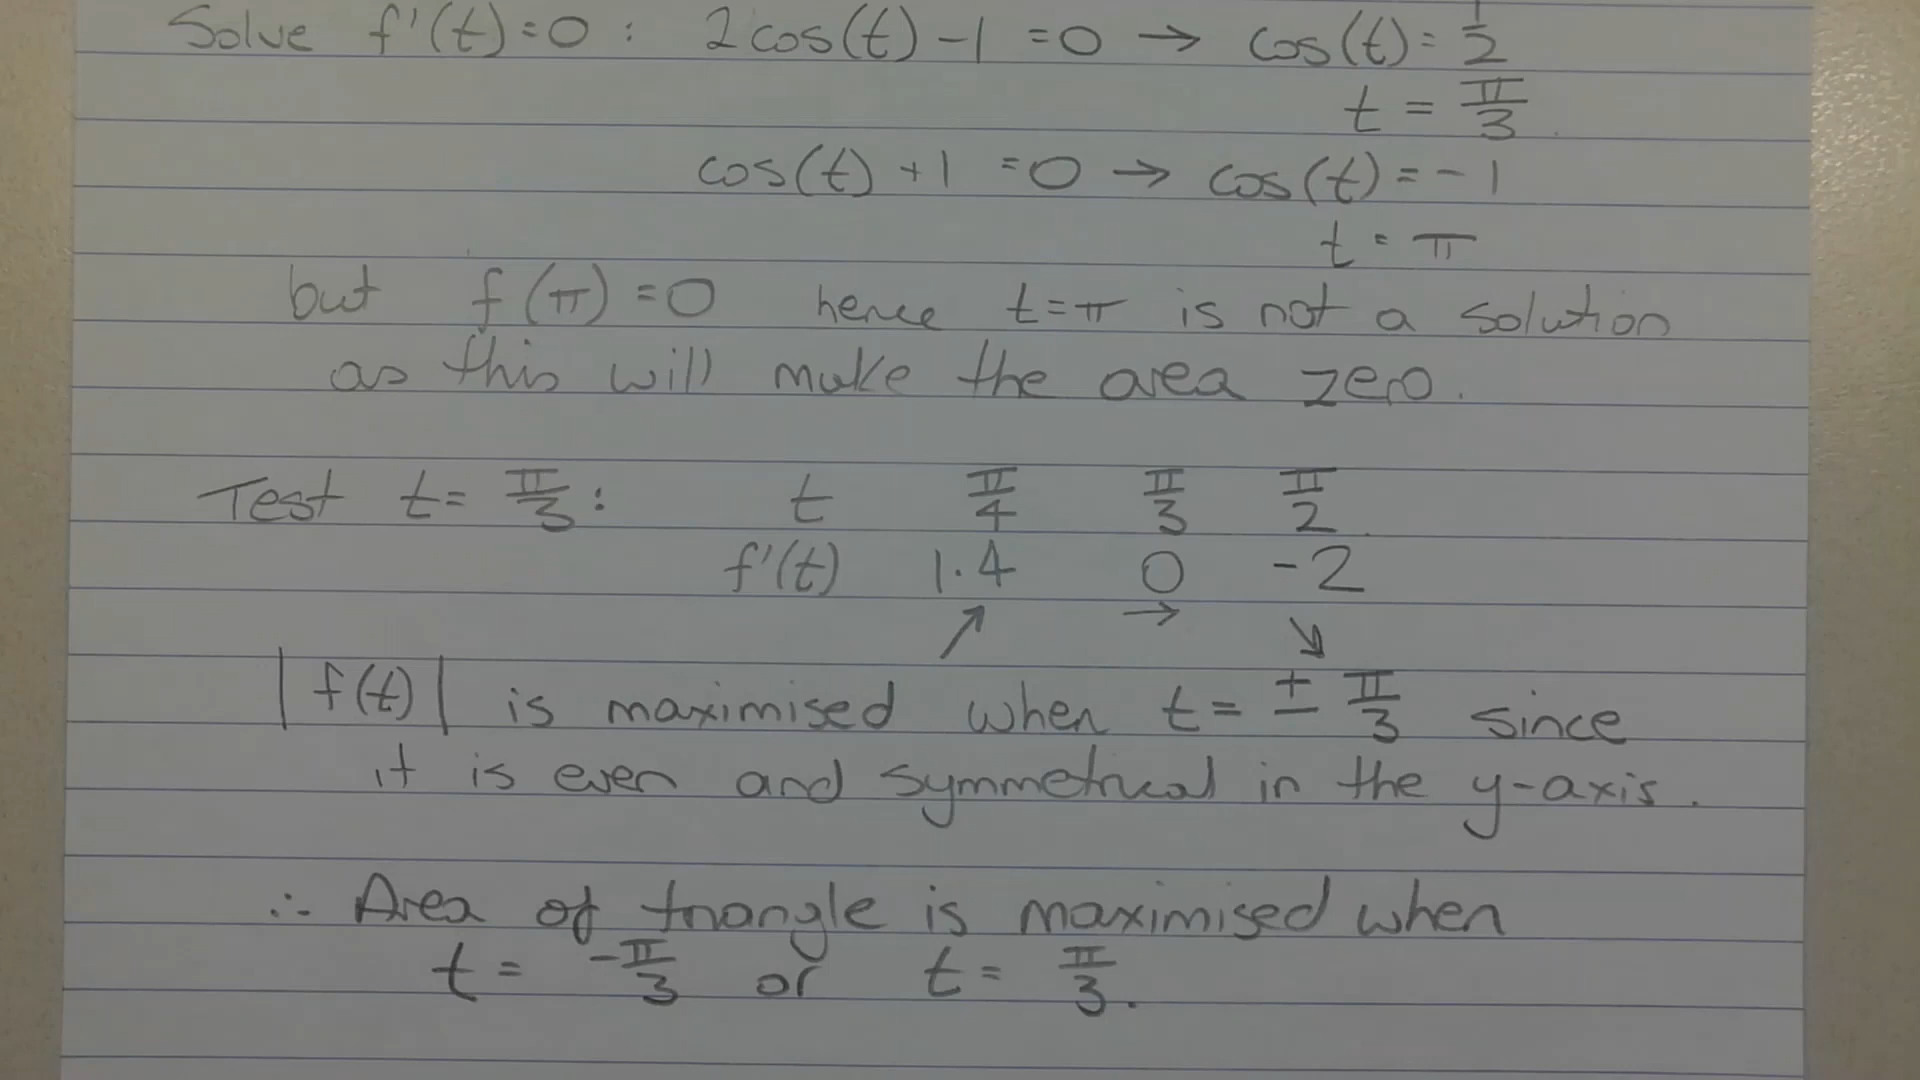 Solve f'(t)=0 : 2cos(t) - 1 = 0 → cos(t) = 1/2
t = π/3
cos(t) + 1 = 0 → cos(t) = -1
t = π
but f(π) = 0 hence t=π is not a solution
as this will make the area zero.
Test t = π/3 : t π/4 π/3 π/2
f'(t) 1.4 0 -2
↗ → ↘
|f(t)| is maximised when t = ± π/3 since
it is even and symmetrical in the y-axis.
∴ Area of triangle is maximised when
t = -π/3 or t = π/3.